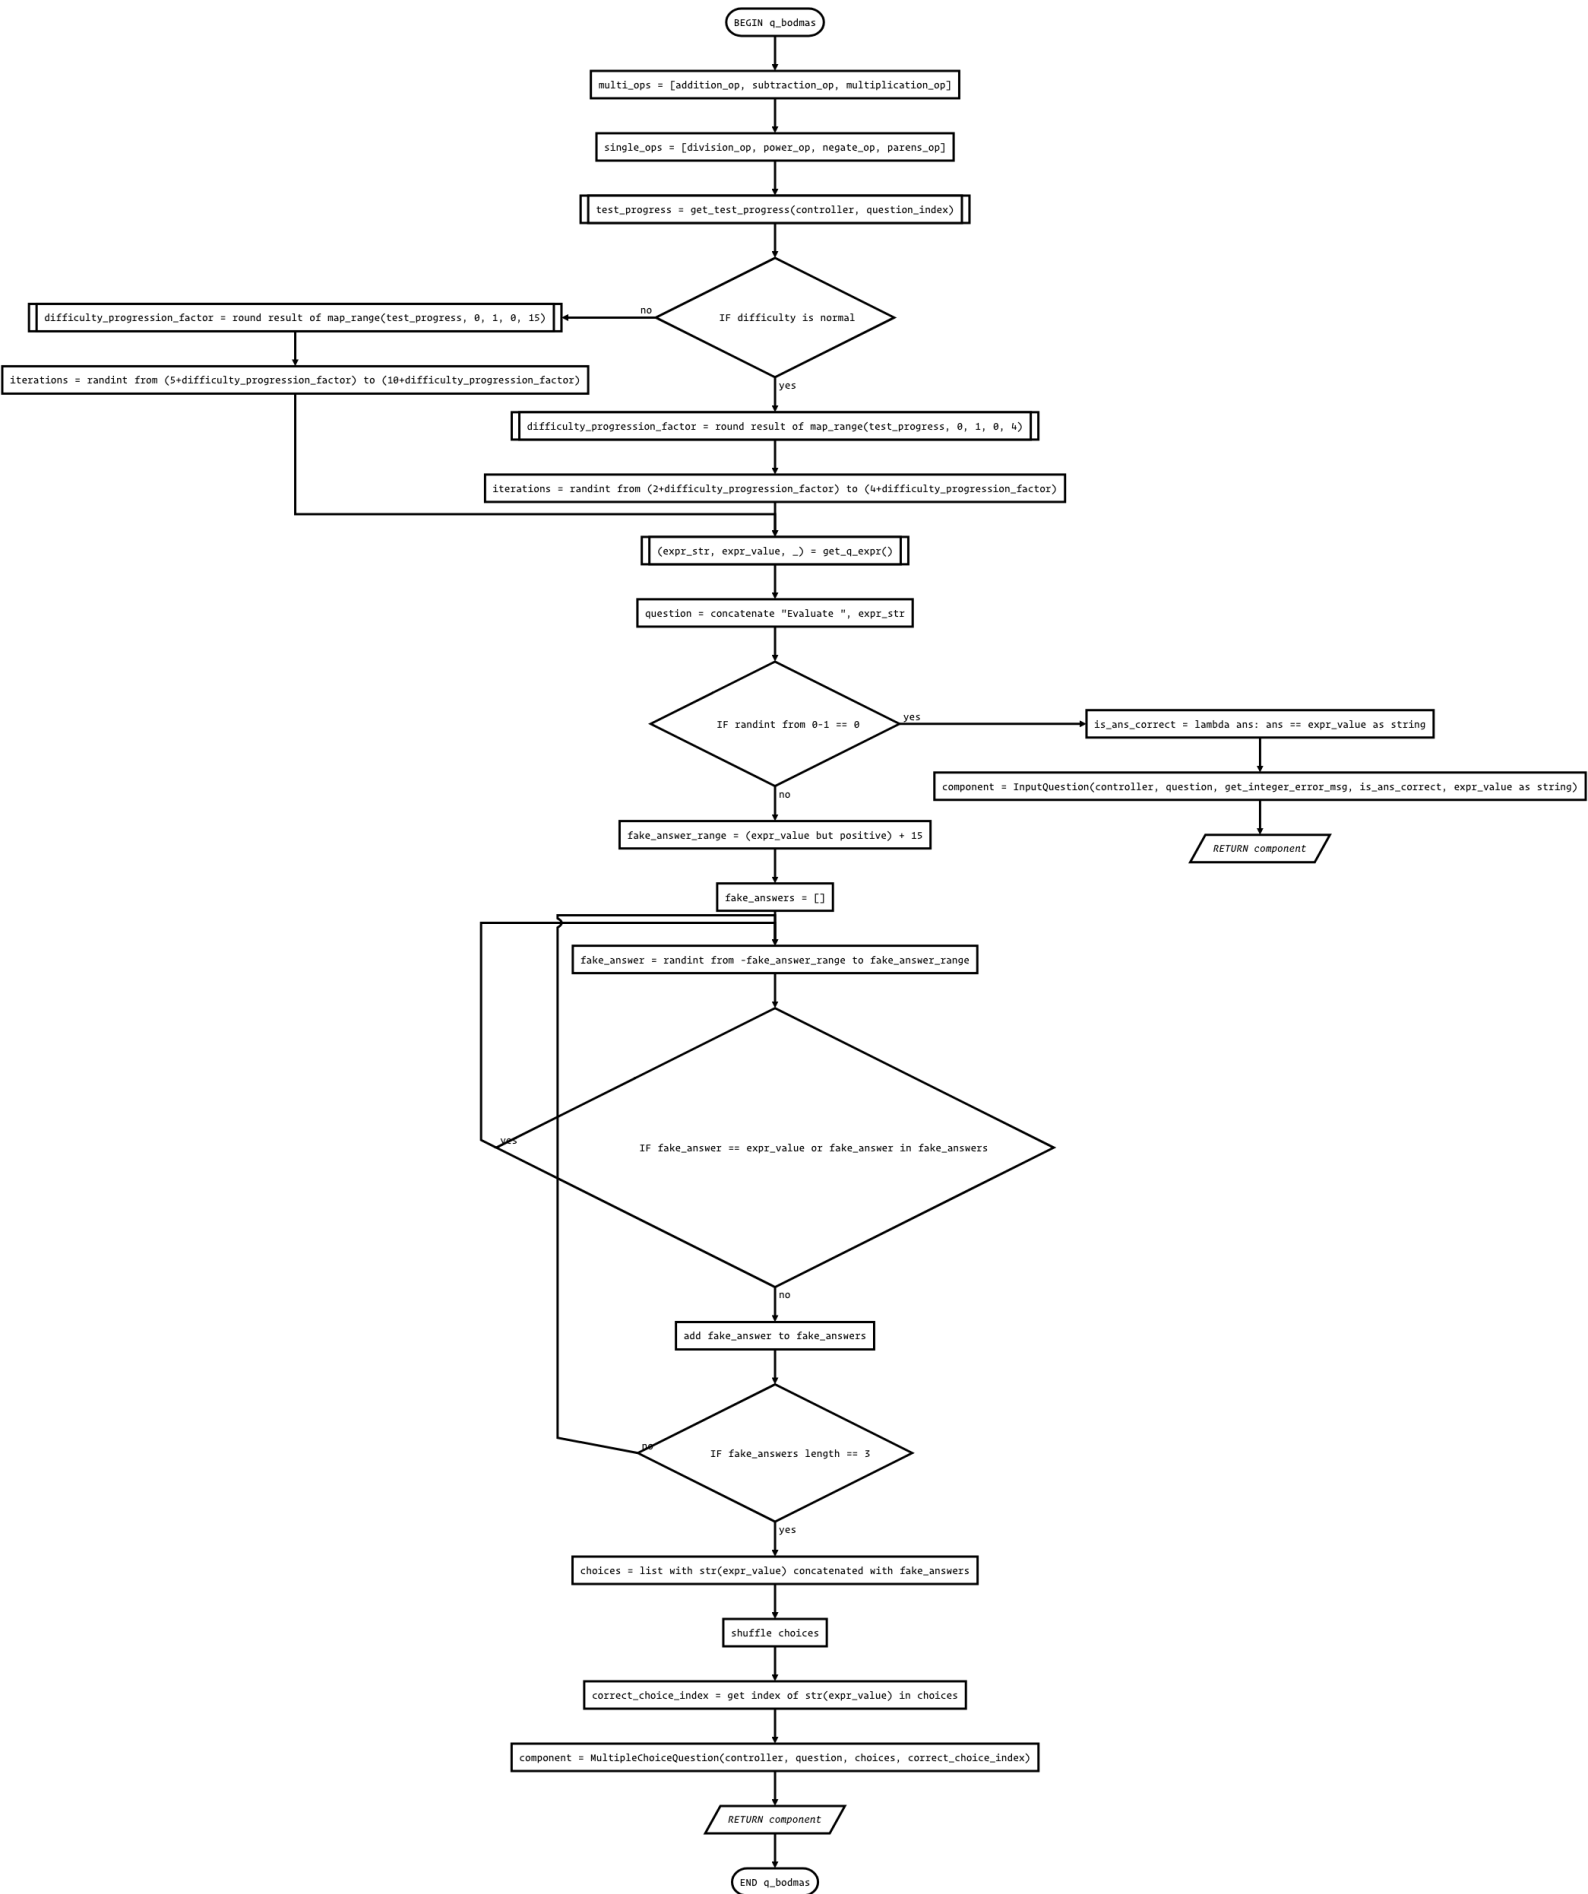 BEGIN q_bodmas
multi_ops = [addition_op, subtraction_op, multiplication_op]
single_ops = [division_op, power_op, negate_op, parens_op]
test_progress = get_test_progress(controller, question_index)
IF difficulty is normal
no
difficulty_progression_factor = round result of map_range(test_progress, 0, 1, 0, 15)
iterations = randint from (5+difficulty_progression_factor) to (10+difficulty_progression_factor)
yes
difficulty_progression_factor = round result of map_range(test_progress, 0, 1, 0, 4)
iterations = randint from (2+difficulty_progression_factor) to (4+difficulty_progression_factor)
(expr_str, expr_value, _) = get_q_expr()
question = concatenate "Evaluate ", expr_str
IF randint from 0-1 == 0
yes
is_ans_correct = lambda ans: ans == expr_value as string
component = InputQuestion(controller, question, get_integer_error_msg, is_ans_correct, expr_value as string)
RETURN component
no
fake_answer_range = (expr_value but positive) + 15
fake_answers = []
fake_answer = randint from -fake_answer_range to fake_answer_range
yes
IF fake_answer == expr_value or fake_answer in fake_answers
no
add fake_answer to fake_answers
no
IF fake_answers length == 3
yes
choices = list with str(expr_value) concatenated with fake_answers
shuffle choices
correct_choice_index = get index of str(expr_value) in choices
component = MultipleChoiceQuestion(controller, question, choices, correct_choice_index)
RETURN component
END q_bodmas